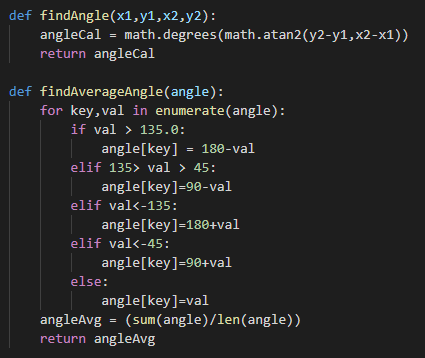 def findAngle(x1,y1,x2,y2):
    angleCal = math.degrees(math.atan2(y2-y1,x2-x1))
    return angleCal

def findAverageAngle(angle):
    for key,val in enumerate(angle):
        if val > 135.0:
            angle[key] = 180-val
        elif 135> val > 45:
            angle[key]=90-val
        elif val<-135:
            angle[key]=180+val
        elif val<-45:
            angle[key]=90+val
        else:
            angle[key]=val
    angleAvg = (sum(angle)/len(angle))
    return angleAvg